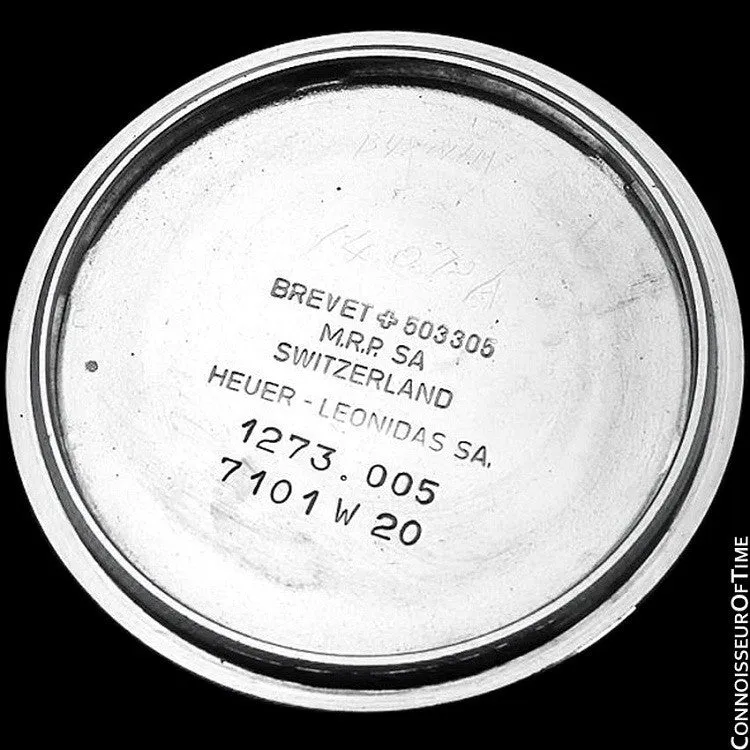 BREVET ✠ 503305
M.R.P. SA
SWITZERLAND
HEUER - LEONIDAS SA.
1273.005
7101 W 20
CONNOISSEUROFTIME